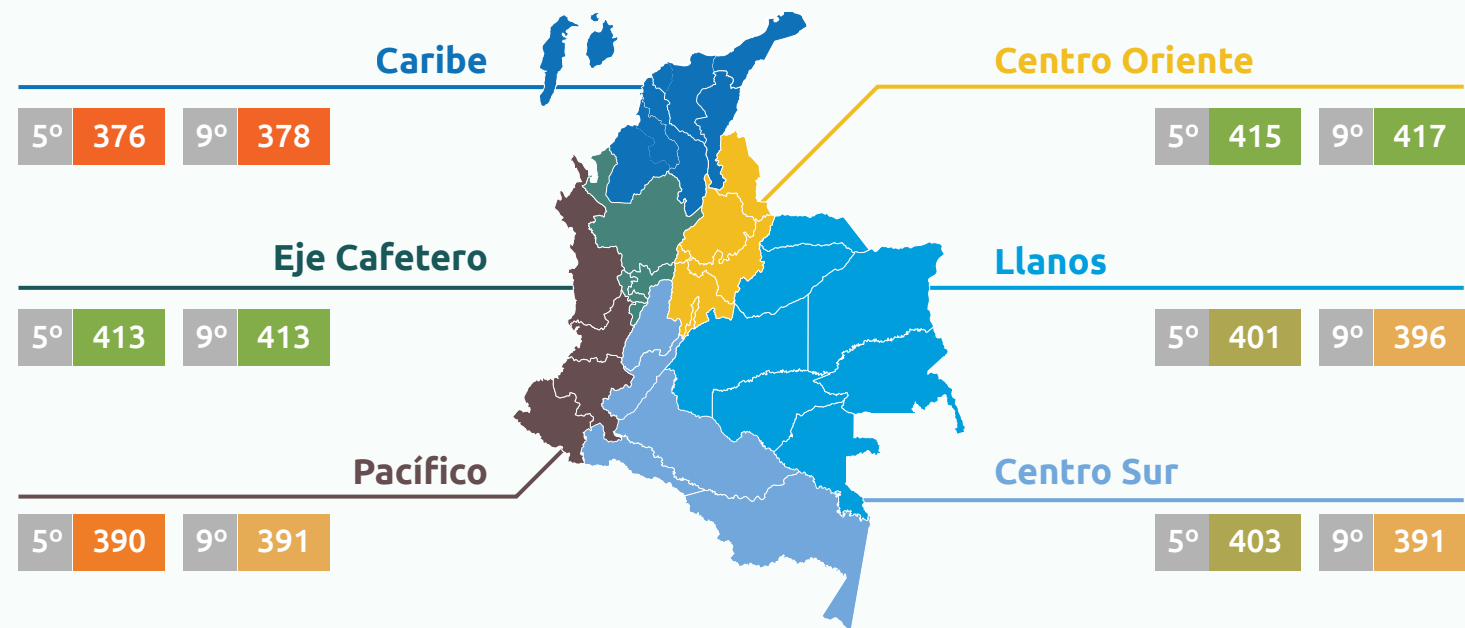 Caribe
5º 376 9º 378
Centro Oriente
5º 415 9º 417
Eje Cafetero
5º 413 9º 413
Llanos
5º 401 9º 396
Pacífico
5º 390 9º 391
Centro Sur
5º 403 9º 391